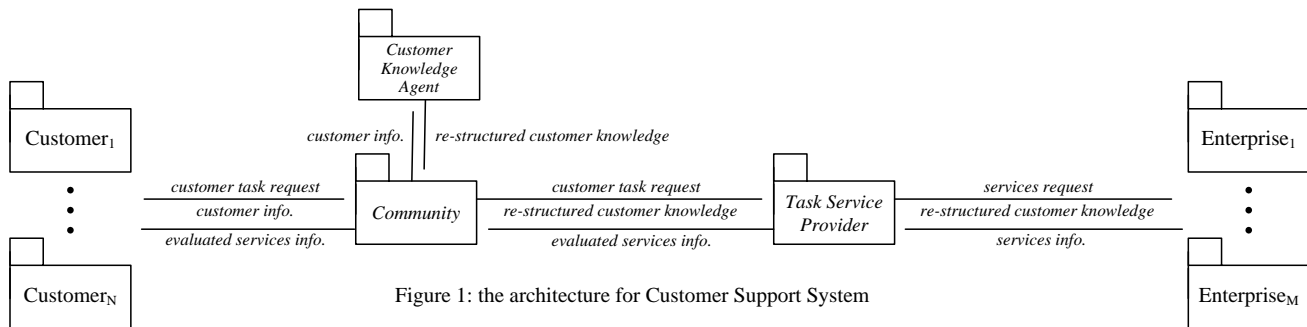 Customer
Knowledge
Agent
customer info.
re-structured customer knowledge
Customer₁
Enterprise₁
customer task request
customer info.
evaluated services info.
Community
customer task request
re-structured customer knowledge
evaluated services info.
Task Service
Provider
services request
re-structured customer knowledge
services info.
Customer_N
Enterprise_M
Figure 1: the architecture for Customer Support System